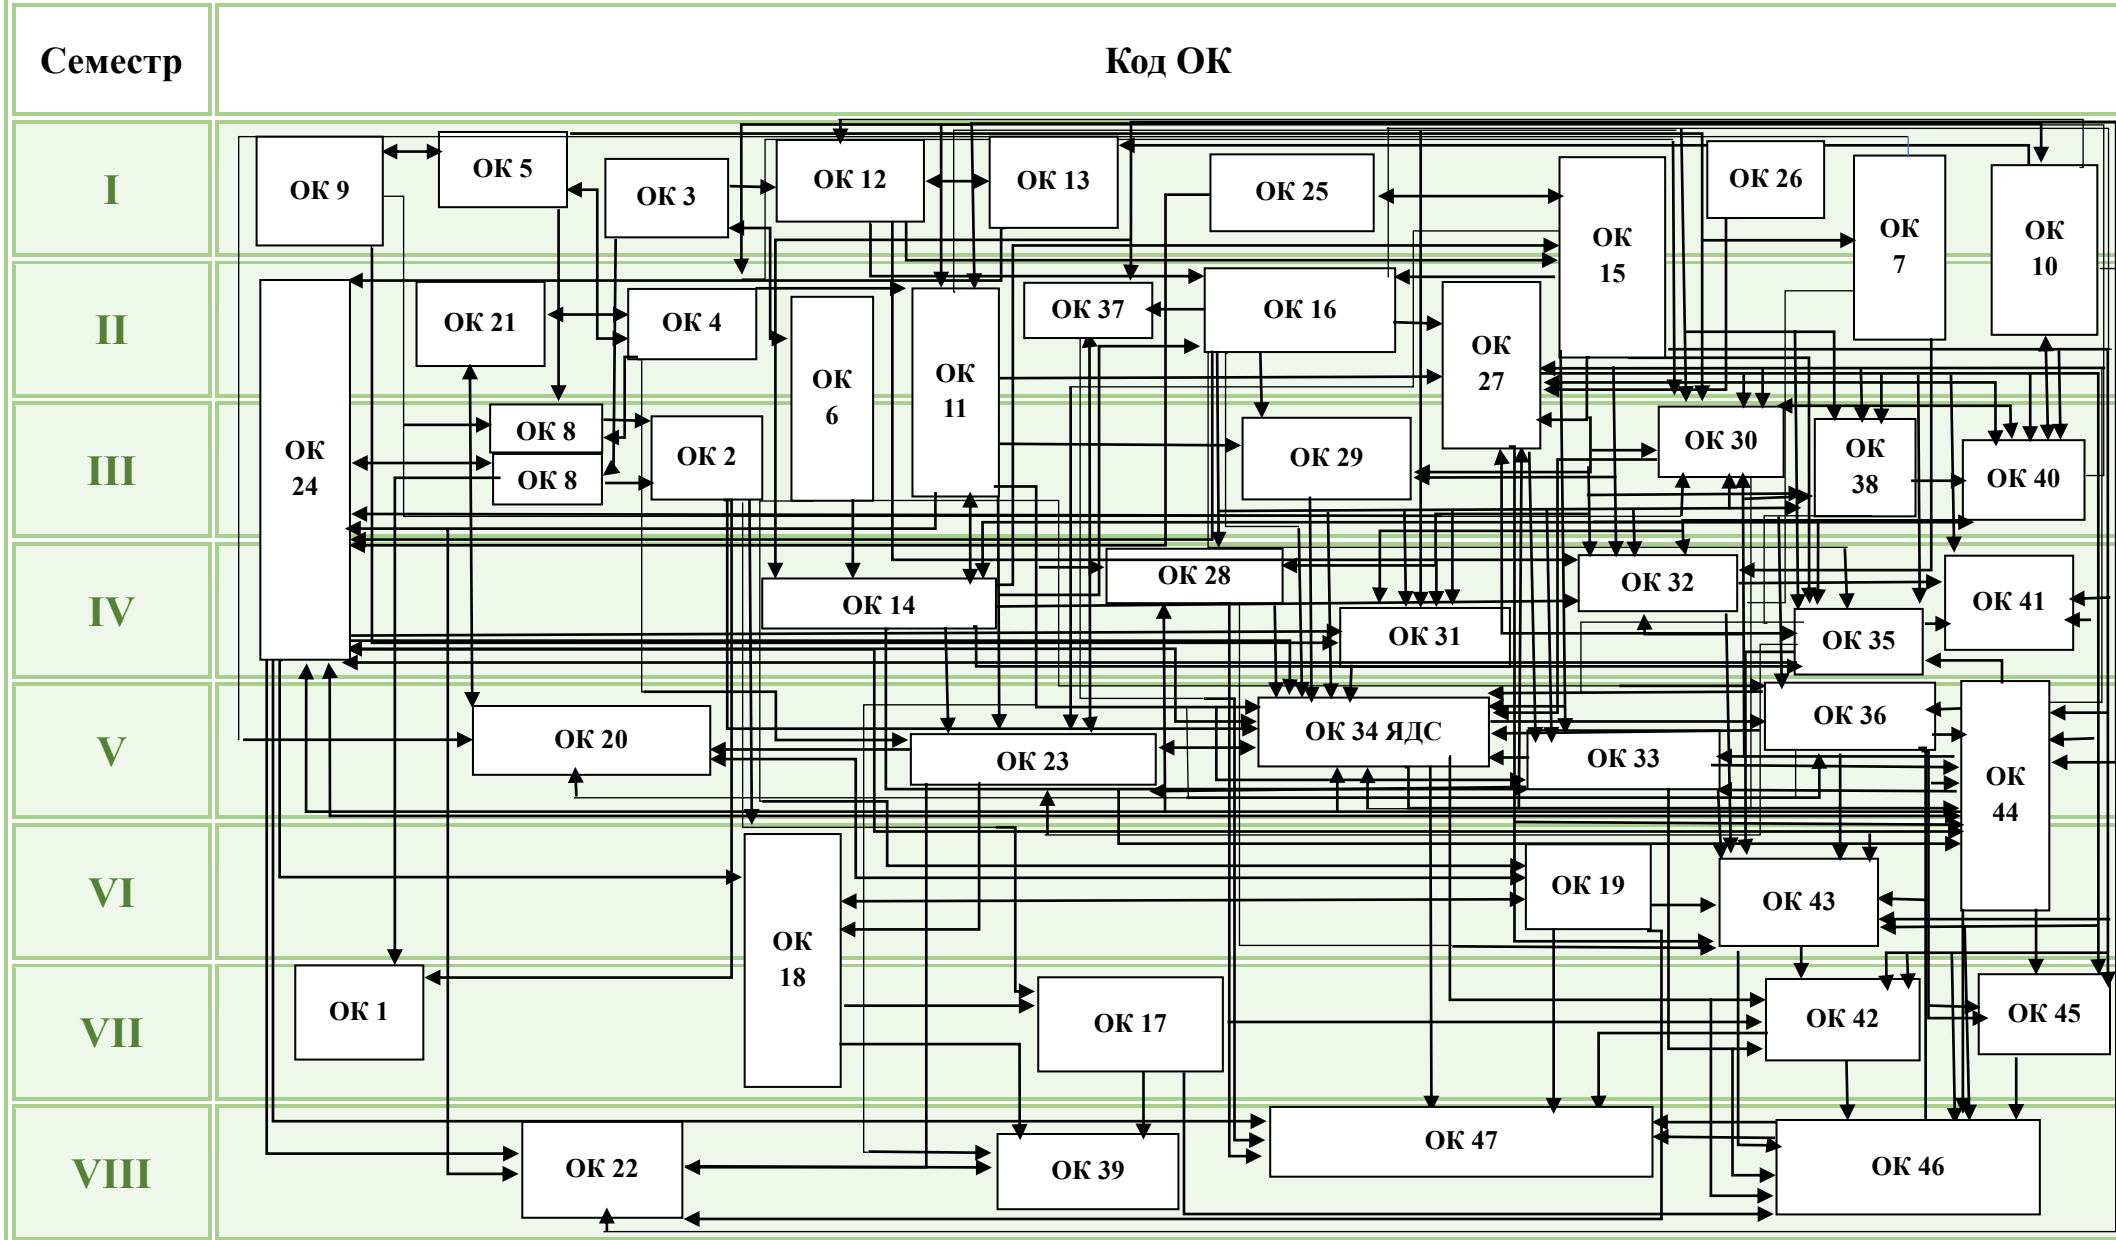 Семестр
Код ОК
I
ОК 9
ОК 5
ОК 3
ОК 12
ОК 13
ОК 25
ОК
15
ОК 26
ОК
7
ОК
10
II
ОК
24
ОК 21
ОК 4
ОК
6
ОК
11
ОК 37
ОК 16
ОК
27
III
ОК 8
ОК 8
ОК 2
ОК 29
ОК 30
ОК
38
ОК 40
IV
ОК 14
ОК 28
ОК 31
ОК 32
ОК 35
ОК 41
V
ОК 20
ОК 23
ОК 34 ЯДС
ОК 33
ОК 36
ОК
44
VI
ОК
18
ОК 19
ОК 43
VII
ОК 1
ОК 17
ОК 42
ОК 45
VIII
ОК 22
ОК 39
ОК 47
ОК 46